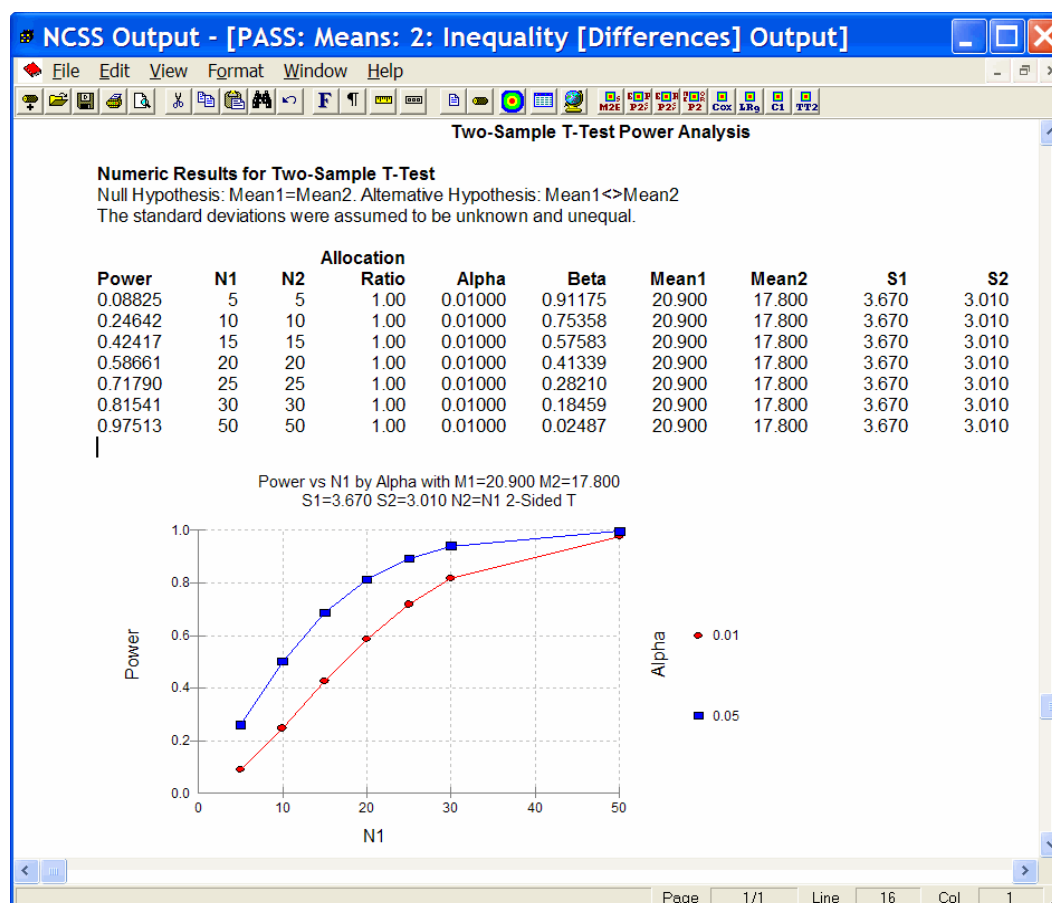 NCSS Output - [PASS: Means: 2: Inequality [Differences] Output]
File Edit View Format Window Help
F ¶ M2E P2 P2 P2 Cox LRg C1 TT2
Two-Sample T-Test Power Analysis
Numeric Results for Two-Sample T-Test
Null Hypothesis: Mean1=Mean2. Alternative Hypothesis: Mean1<>Mean2
The standard deviations were assumed to be unknown and unequal.
Allocation
Power N1 N2 Ratio Alpha Beta Mean1 Mean2 S1 S2
0.08825 5 5 1.00 0.01000 0.91175 20.900 17.800 3.670 3.010
0.24642 10 10 1.00 0.01000 0.75358 20.900 17.800 3.670 3.010
0.42417 15 15 1.00 0.01000 0.57583 20.900 17.800 3.670 3.010
0.58661 20 20 1.00 0.01000 0.41339 20.900 17.800 3.670 3.010
0.71790 25 25 1.00 0.01000 0.28210 20.900 17.800 3.670 3.010
0.81541 30 30 1.00 0.01000 0.18459 20.900 17.800 3.670 3.010
0.97513 50 50 1.00 0.01000 0.02487 20.900 17.800 3.670 3.010
Power vs N1 by Alpha with M1=20.900 M2=17.800
S1=3.670 S2=3.010 N2=N1 2-Sided T
1.0
0.8
0.6
0.4
0.2
0.0
Power
0 10 20 30 40 50
N1
Alpha
0.01
0.05
Page 1/1 Line 16 Col 1